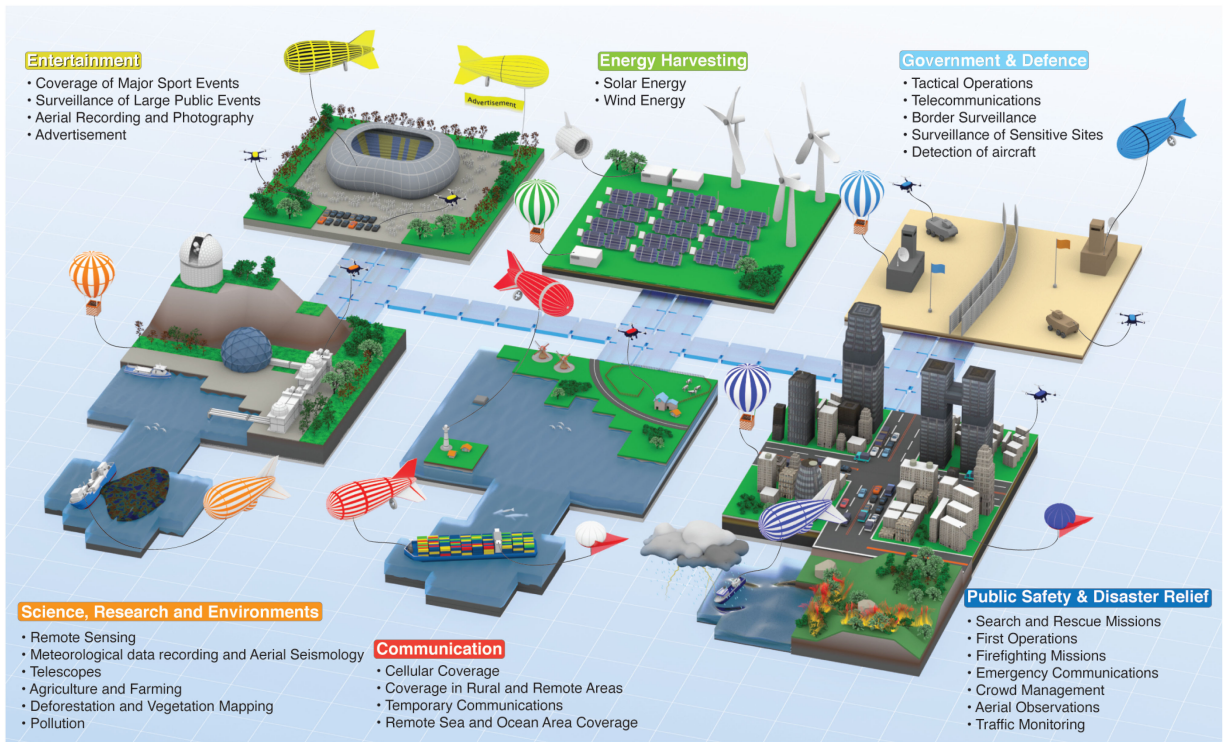 Entertainment
• Coverage of Major Sport Events
• Surveillance of Large Public Events
• Aerial Recording and Photography
• Advertisement
Advertisement
Energy Harvesting
• Solar Energy
• Wind Energy
Government & Defence
• Tactical Operations
• Telecommunications
• Border Surveillance
• Surveillance of Sensitive Sites
• Detection of aircraft
Science, Research and Environments
• Remote Sensing
• Meteorological data recording and Aerial Seismology
• Telescopes
• Agriculture and Farming
• Deforestation and Vegetation Mapping
• Pollution
Communication
• Cellular Coverage
• Coverage in Rural and Remote Areas
• Temporary Communications
• Remote Sea and Ocean Area Coverage
Public Safety & Disaster Relief
• Search and Rescue Missions
• First Operations
• Firefighting Missions
• Emergency Communications
• Crowd Management
• Aerial Observations
• Traffic Monitoring